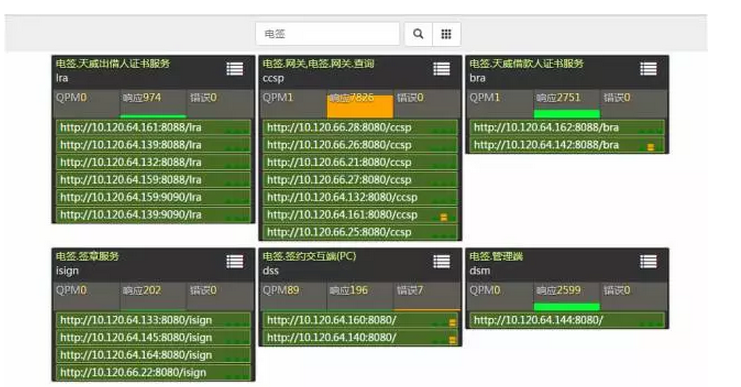 电签
电签.天威出借人证书服务
lra
QPM0 响应974 错误0
http://10.120.64.161:8088/lra
http://10.120.64.139:8088/lra
http://10.120.64.132:8088/lra
http://10.120.64.159:8088/lra
http://10.120.64.159:9090/lra
http://10.120.64.139:9090/lra
电签.网关,电签.网关.查询
ccsp
QPM1 响应7826 错误0
http://10.120.66.28:8080/ccsp
http://10.120.66.26:8080/ccsp
http://10.120.66.21:8080/ccsp
http://10.120.66.27:8080/ccsp
http://10.120.64.132:8080/ccsp
http://10.120.64.161:8080/ccsp
http://10.120.66.25:8080/ccsp
电签.天威借款人证书服务
bra
QPM1 响应2751 错误0
http://10.120.64.162:8088/bra
http://10.120.64.142:8088/bra
电签.签章服务
isign
QPM0 响应202 错误0
http://10.120.64.133:8080/isign
http://10.120.64.145:8080/isign
http://10.120.64.164:8080/isign
http://10.120.66.22:8080/isign
电签.签约交互端(PC)
dss
QPM89 响应196 错误7
http://10.120.64.160:8080/
http://10.120.64.140:8080/
电签.管理端
dsm
QPM0 响应2599 错误0
http://10.120.64.144:8080/